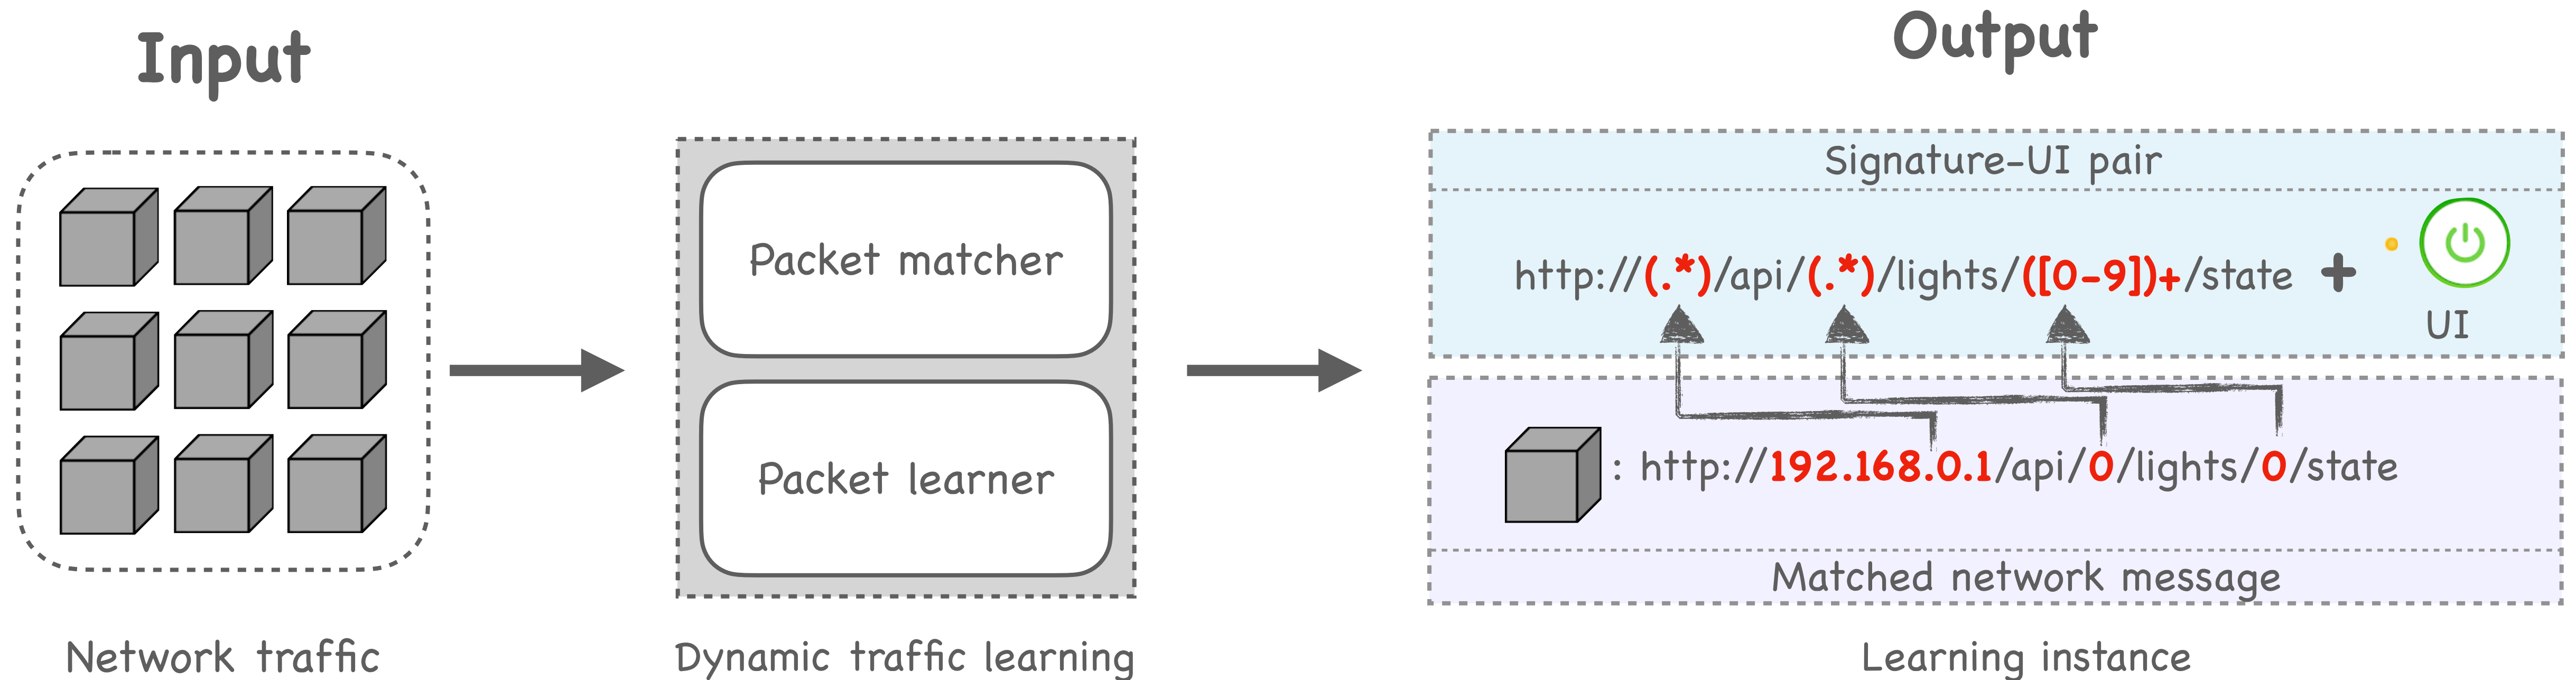 Input
Network traffic
Packet matcher
Packet learner
Dynamic traffic learning
Output
Signature-UI pair
http://(.*)/api/(.*)/lights/([0-9])+/state +
UI
: http://192.168.0.1/api/0/lights/0/state
Matched network message
Learning instance